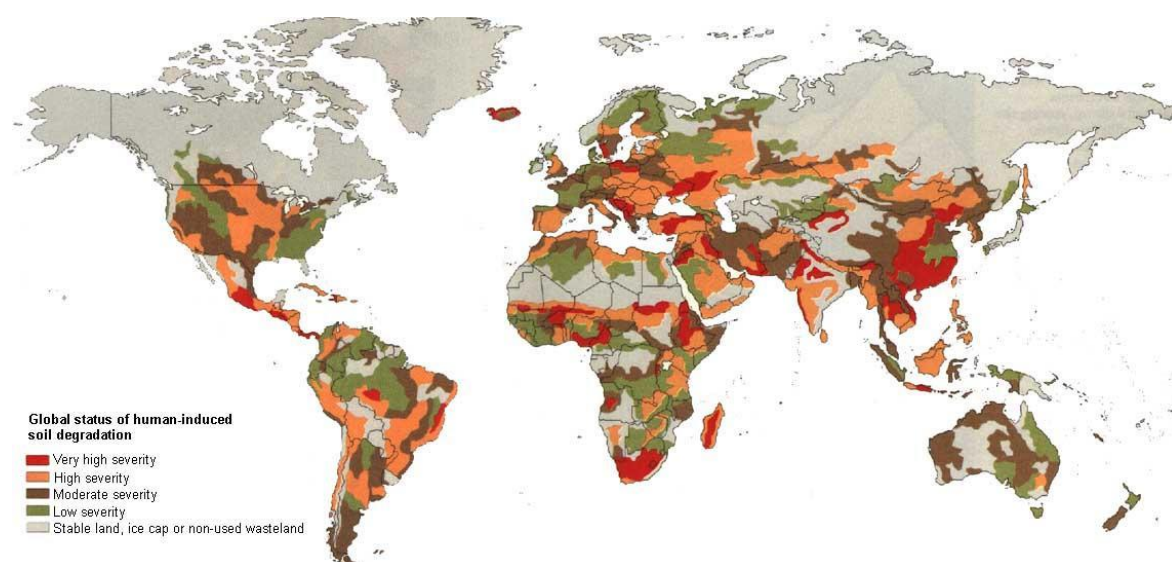 Global status of human-induced
soil degradation
Very high severity
High severity
Moderate severity
Low severity
Stable land, ice cap or non-used wasteland